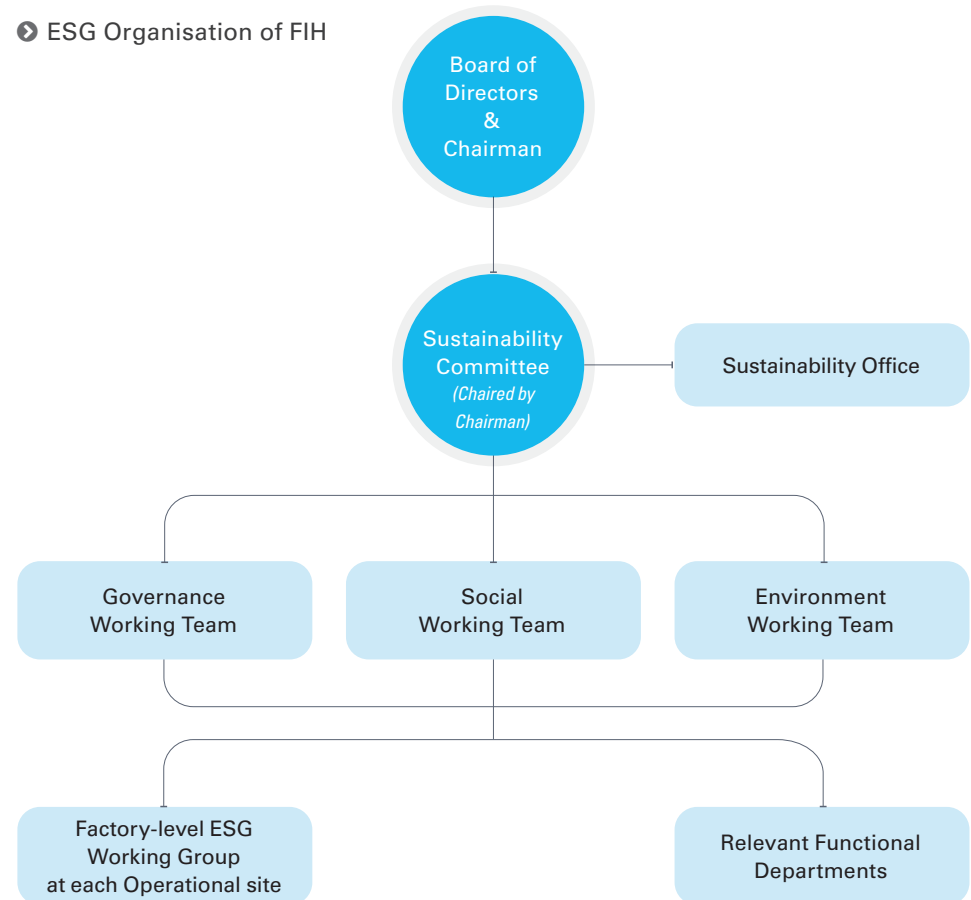 ESG Organisation of FIH
Board of
Directors
&
Chairman
Sustainability
Committee
(Chaired by
Chairman)
Sustainability Office
Governance
Working Team
Social
Working Team
Environment
Working Team
Factory-level ESG
Working Group
at each Operational site
Relevant Functional
Departments